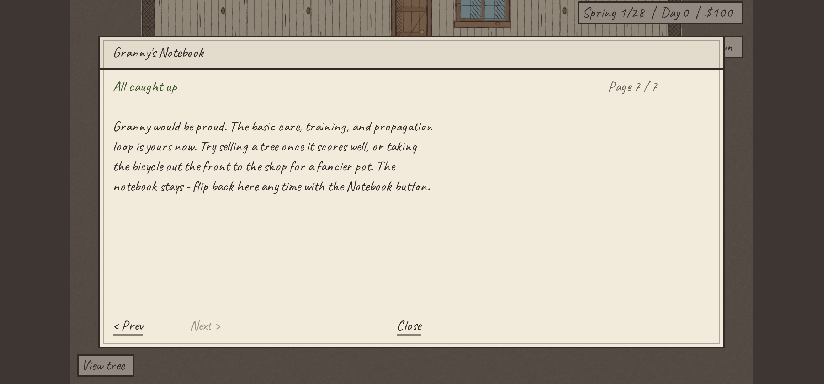 Spring 1/28 | Day 0 | $100
Granny's Notebook
All caught up
Page 7 / 7
Granny would be proud. The basic care, training, and propagation
loop is yours now. Try selling a tree once it scores well, or taking
the bicycle out the front to the shop for a fancier pot. The
notebook stays - flip back here any time with the Notebook button.
< Prev
Next >
Close
View tree